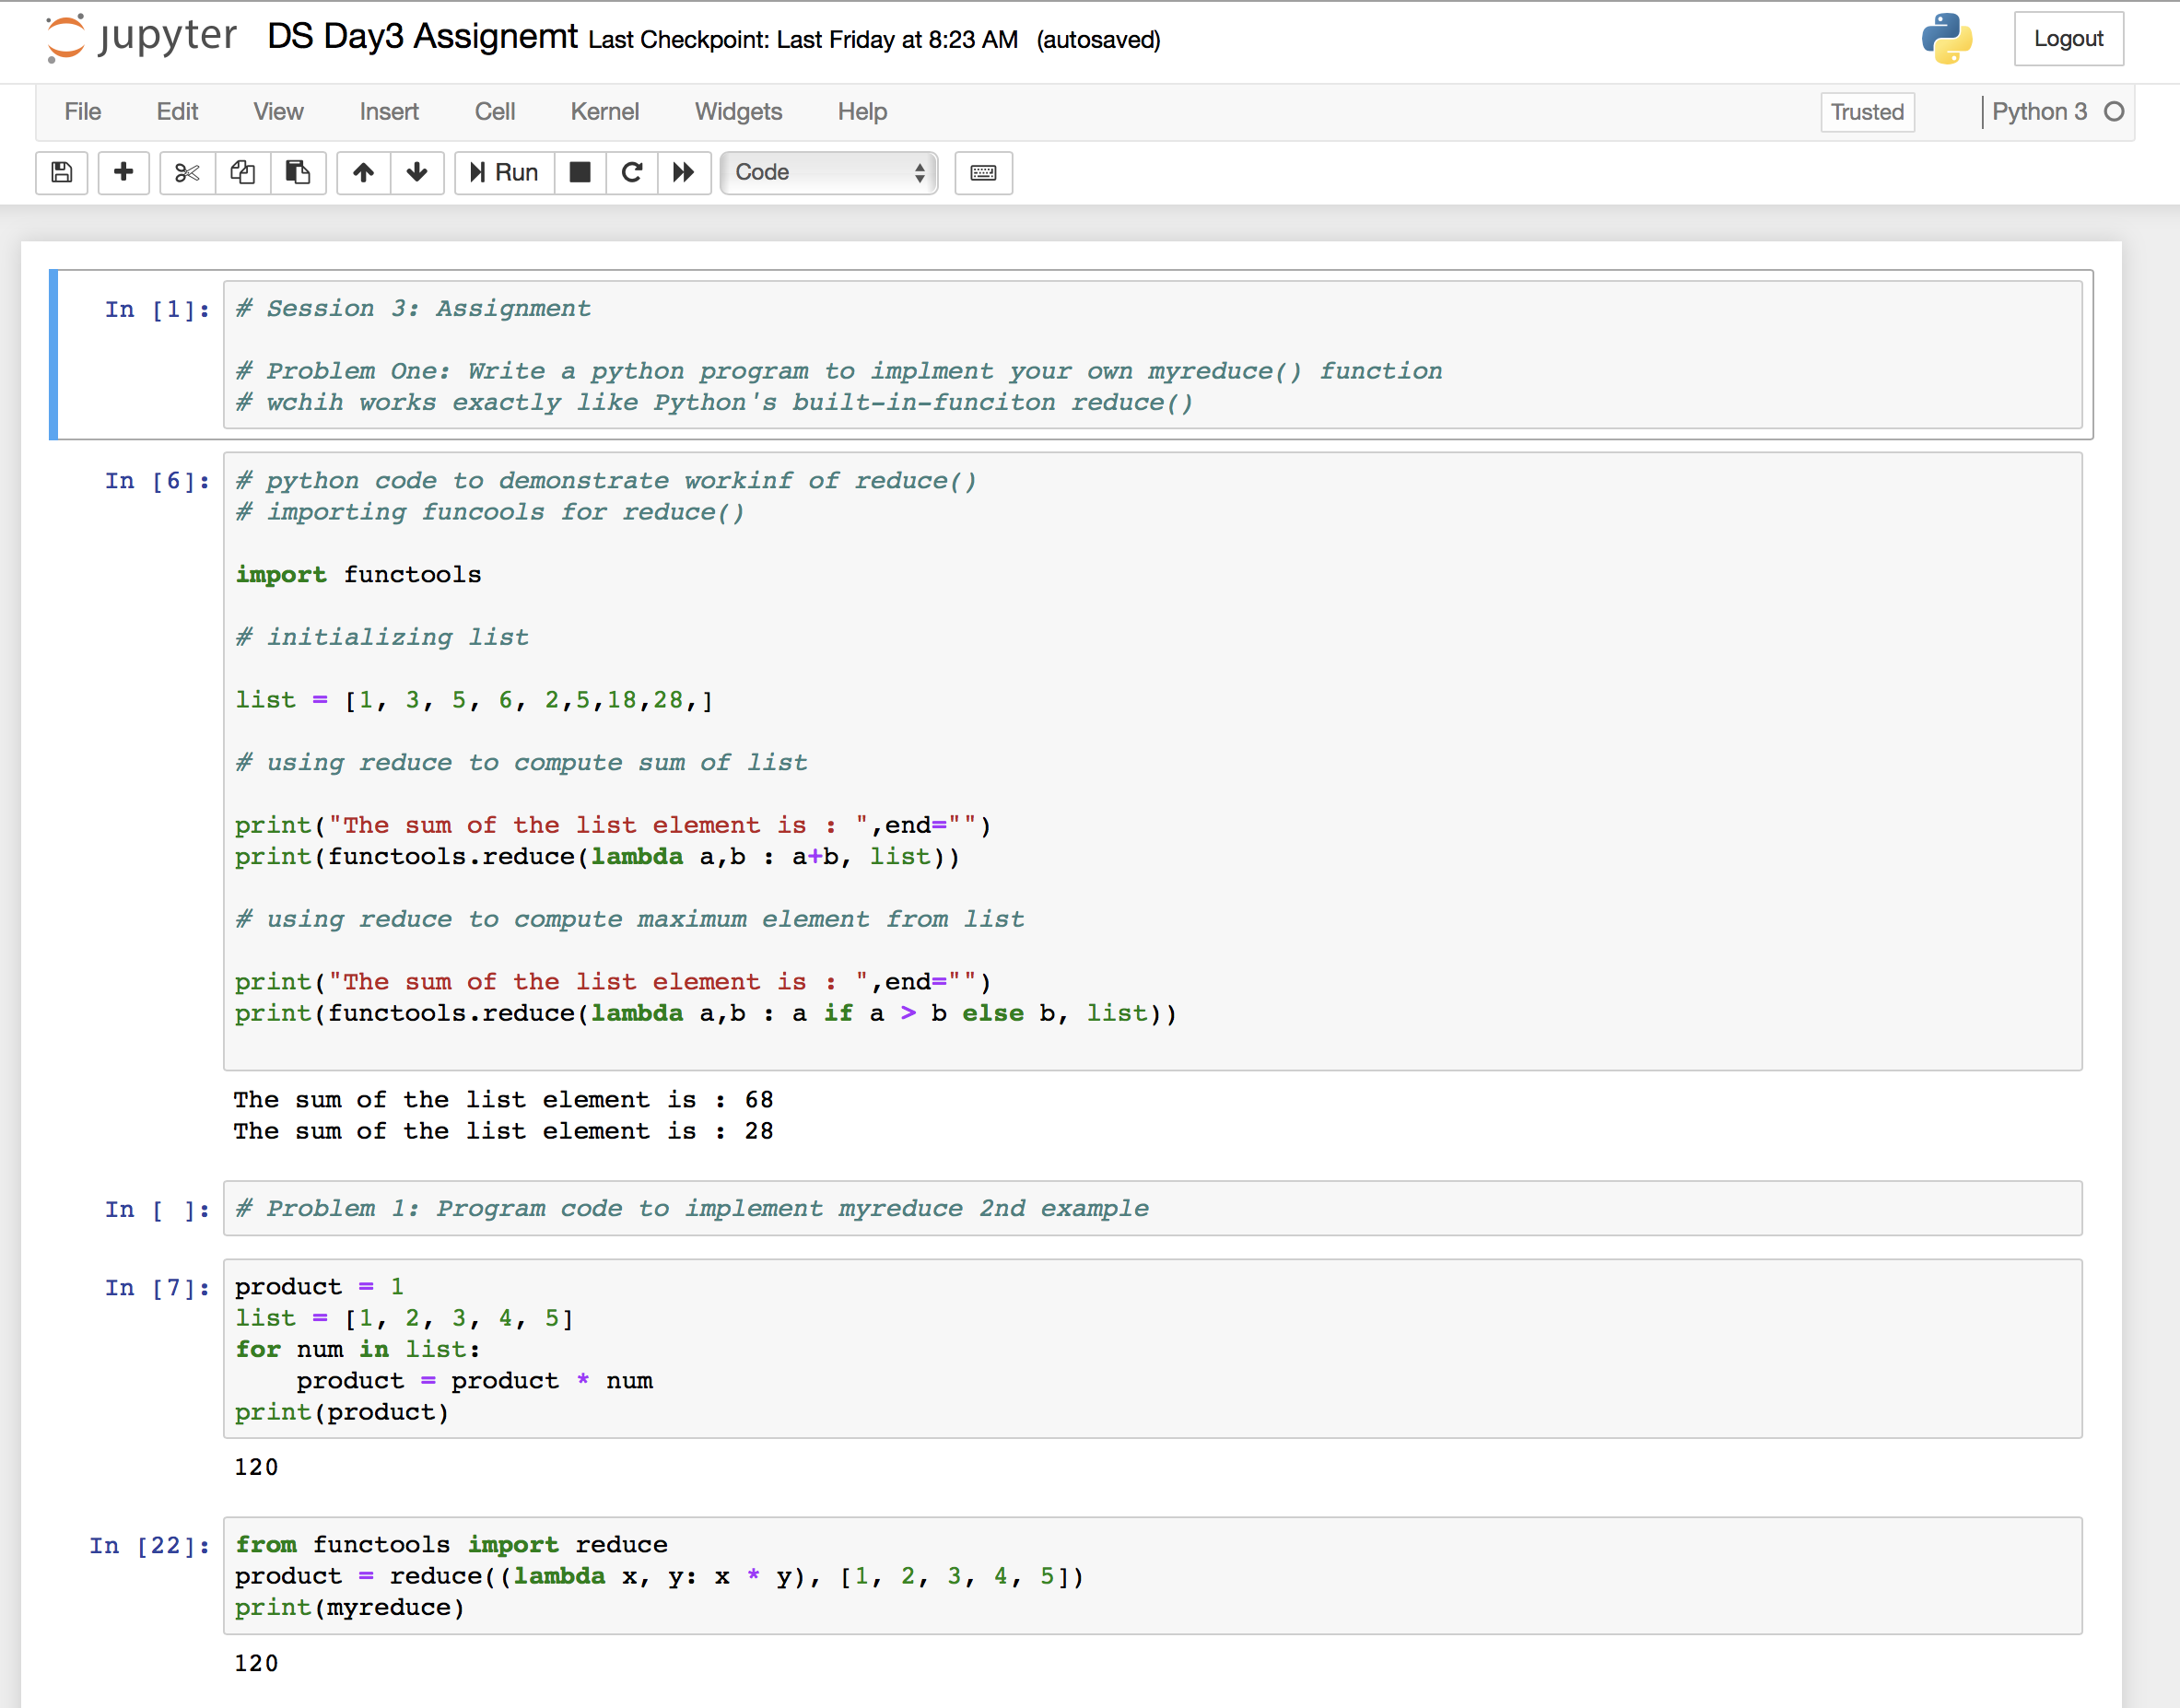 jupyter DS Day3 Assignemt Last Checkpoint: Last Friday at 8:23 AM (autosaved) Logout
File Edit View Insert Cell Kernel Widgets Help Trusted Python 3
Run Code
In [1]: # Session 3: Assignment
# Problem One: Write a python program to implment your own myreduce() function
# wchih works exactly like Python's built-in-funciton reduce()
In [6]: # python code to demonstrate workinf of reduce()
# importing funcools for reduce()
import functools
# initializing list
list = [1, 3, 5, 6, 2,5,18,28,]
# using reduce to compute sum of list
print("The sum of the list element is : ",end="")
print(functools.reduce(lambda a,b : a+b, list))
# using reduce to compute maximum element from list
print("The sum of the list element is : ",end="")
print(functools.reduce(lambda a,b : a if a > b else b, list))
The sum of the list element is : 68
The sum of the list element is : 28
In [ ]: # Problem 1: Program code to implement myreduce 2nd example
In [7]: product = 1
list = [1, 2, 3, 4, 5]
for num in list:
    product = product * num
print(product)
120
In [22]: from functools import reduce
product = reduce((lambda x, y: x * y), [1, 2, 3, 4, 5])
print(myreduce)
120